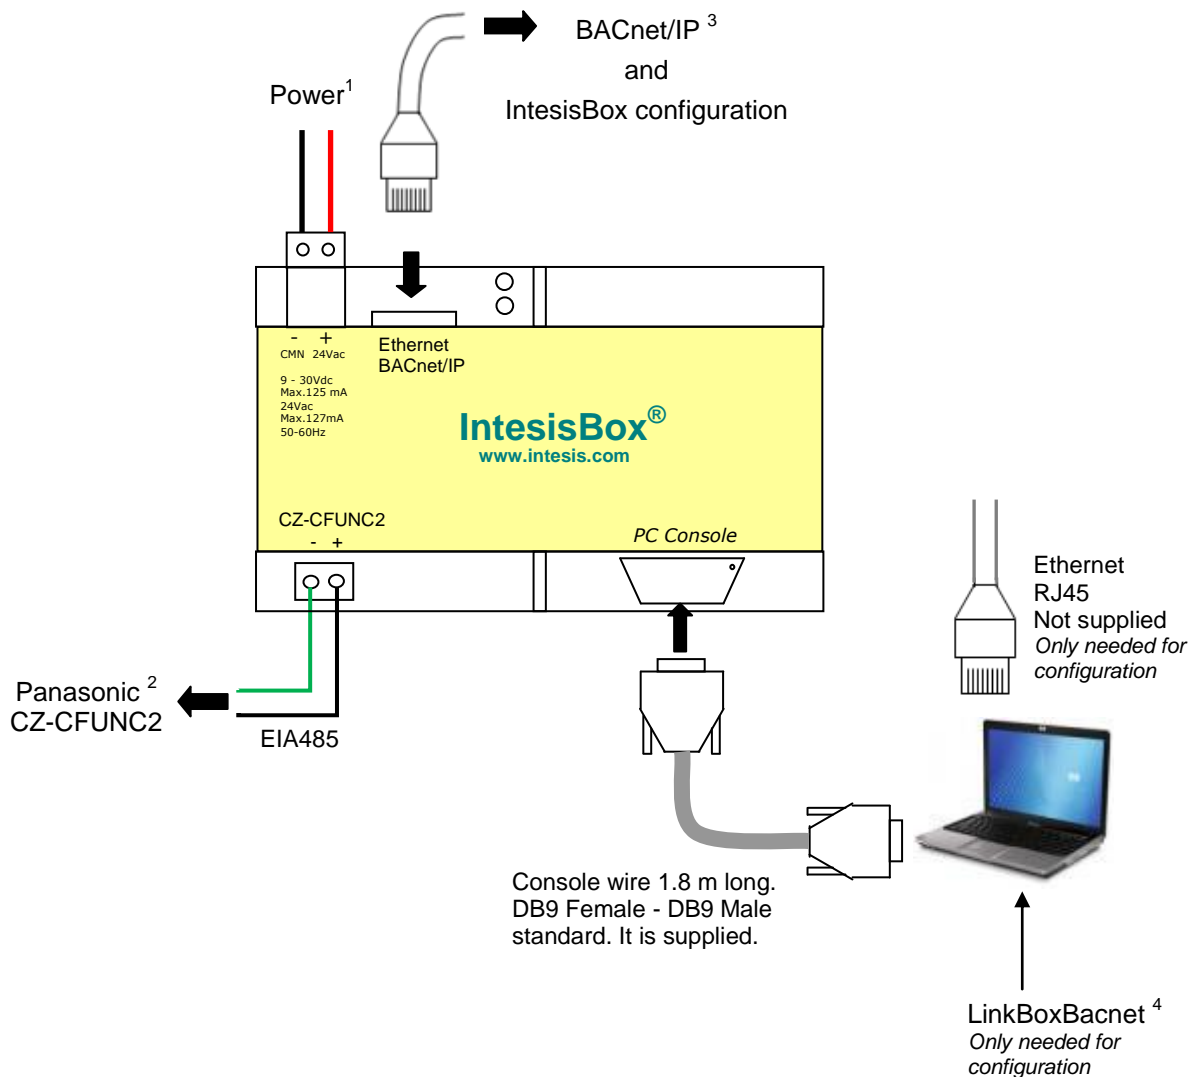 BACnet/IP 3
and
IntesisBox configuration
Power1
- +
CMN 24Vac
9 - 30Vdc
Max.125 mA
24Vac
Max.127mA
50-60Hz
Ethernet
BACnet/IP
IntesisBox®
www.intesis.com
CZ-CFUNC2
- +
PC Console
Panasonic 2
CZ-CFUNC2
EIA485
Ethernet
RJ45
Not supplied
Only needed for
configuration
Console wire 1.8 m long.
DB9 Female - DB9 Male
standard. It is supplied.
LinkBoxBacnet 4
Only needed for
configuration